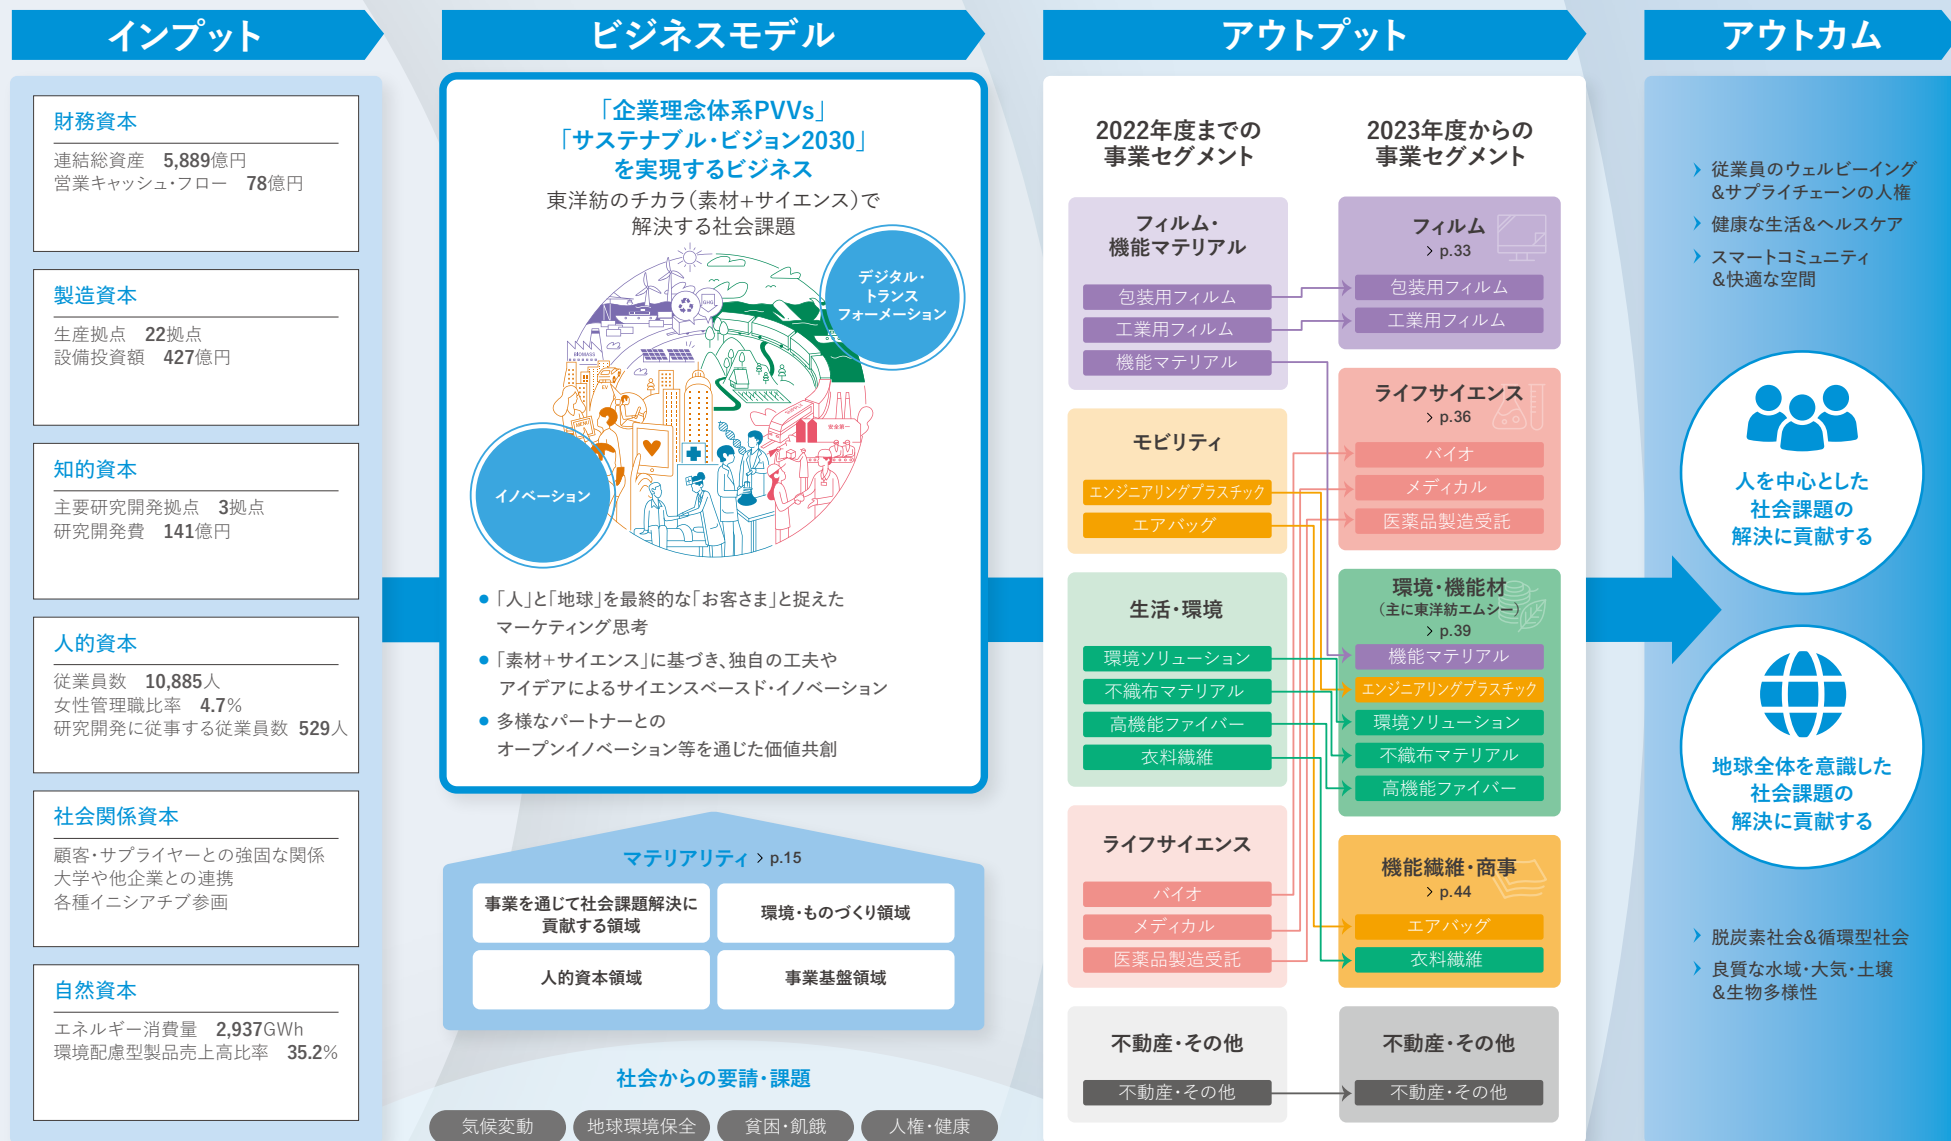 インプット
財務資本
連結総資産 5,889億円
営業キャッシュ・フロー 78億円
製造資本
生産拠点 22拠点
設備投資額 427億円
知的資本
主要研究開発拠点 3拠点
研究開発費 141億円
人的資本
従業員数 10,885人
女性管理職比率 4.7%
研究開発に従事する従業員数 529人
社会関係資本
顧客・サプライヤーとの強固な関係
大学や他企業との連携
各種イニシアチブ参画
自然資本
エネルギー消費量 2,937GWh
環境配慮型製品売上高比率 35.2%
ビジネスモデル
「企業理念体系PVVs」
「サステナブル・ビジョン2030」
を実現するビジネス
東洋紡のチカラ(素材+サイエンス)で
解決する社会課題
デジタル・
トランス
フォーメーション
GHG
BIOMASS
EV
MENU
安全第一
イノベーション
●「人」と「地球」を最終的な「お客さま」と捉えた
マーケティング思考
●「素材+サイエンス」に基づき、独自の工夫や
アイデアによるサイエンスベースド・イノベーション
● 多様なパートナーとの
オープンイノベーション等を通じた価値共創
マテリアリティ > p.15
事業を通じて社会課題解決に
貢献する領域
環境・ものづくり領域
人的資本領域
事業基盤領域
社会からの要請・課題
気候変動
地球環境保全
貧困・飢餓
人権・健康
アウトプット
2022年度までの
事業セグメント
フィルム・
機能マテリアル
包装用フィルム
工業用フィルム
機能マテリアル
モビリティ
エンジニアリングプラスチック
エアバッグ
生活・環境
環境ソリューション
不織布マテリアル
高機能ファイバー
衣料繊維
ライフサイエンス
バイオ
メディカル
医薬品製造受託
不動産・その他
不動産・その他
2023年度からの
事業セグメント
フィルム
> p.33
包装用フィルム
工業用フィルム
ライフサイエンス
> p.36
バイオ
メディカル
医薬品製造受託
環境・機能材
(主に東洋紡エムシー)
> p.39
機能マテリアル
エンジニアリングプラスチック
環境ソリューション
不織布マテリアル
高機能ファイバー
機能繊維・商事
> p.44
エアバッグ
衣料繊維
不動産・その他
不動産・その他
アウトカム
> 従業員のウェルビーイング
&サプライチェーンの人権
> 健康な生活&ヘルスケア
> スマートコミュニティ
&快適な空間
人を中心とした
社会課題の
解決に貢献する
地球全体を意識した
社会課題の
解決に貢献する
> 脱炭素社会&循環型社会
> 良質な水域・大気・土壌
&生物多様性